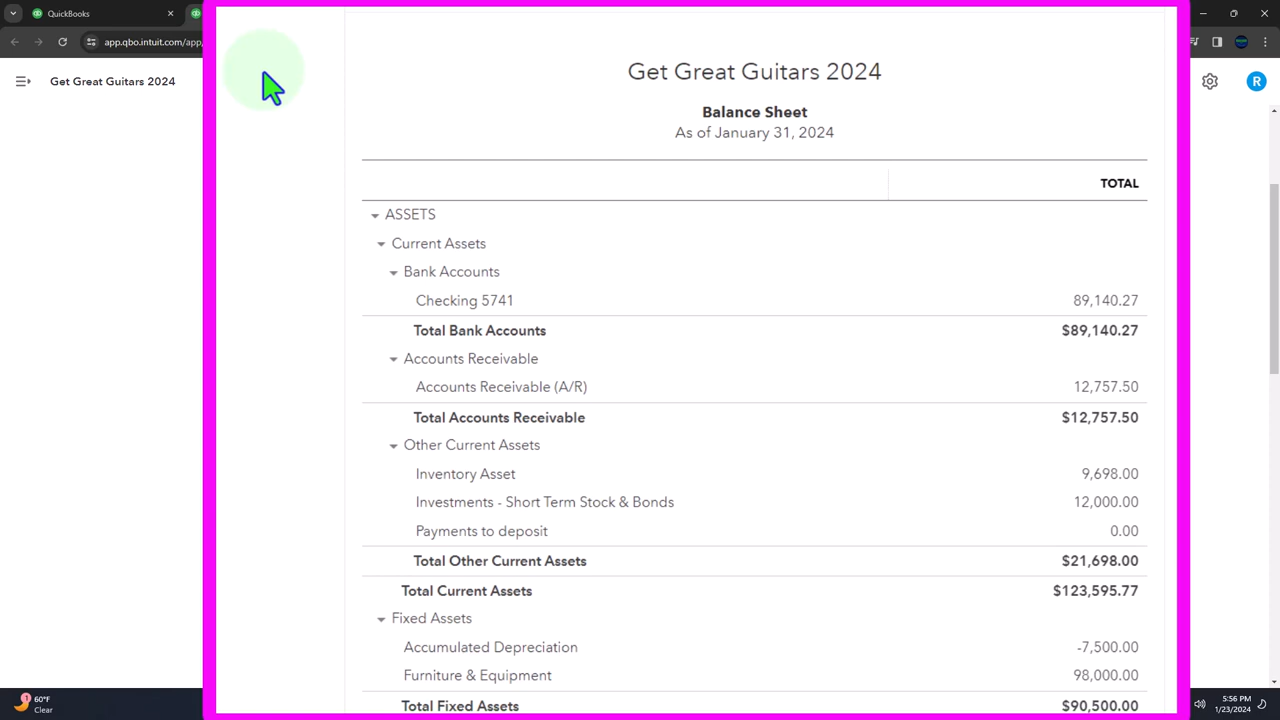 QuickBooks
app.qbo.intuit.com/app
Get Great Guitars 2024
R
Get Great Guitars 2024
Balance Sheet
As of January 31, 2024
TOTAL
ASSETS
Current Assets
Bank Accounts
Checking 5741 89,140.27
Total Bank Accounts $89,140.27
Accounts Receivable
Accounts Receivable (A/R) 12,757.50
Total Accounts Receivable $12,757.50
Other Current Assets
Inventory Asset 9,698.00
Investments - Short Term Stock & Bonds 12,000.00
Payments to deposit 0.00
Total Other Current Assets $21,698.00
Total Current Assets $123,595.77
Fixed Assets
Accumulated Depreciation -7,500.00
Furniture & Equipment 98,000.00
Total Fixed Assets $90,500.00
1
60°F
Clear
5:56 PM
1/23/2024